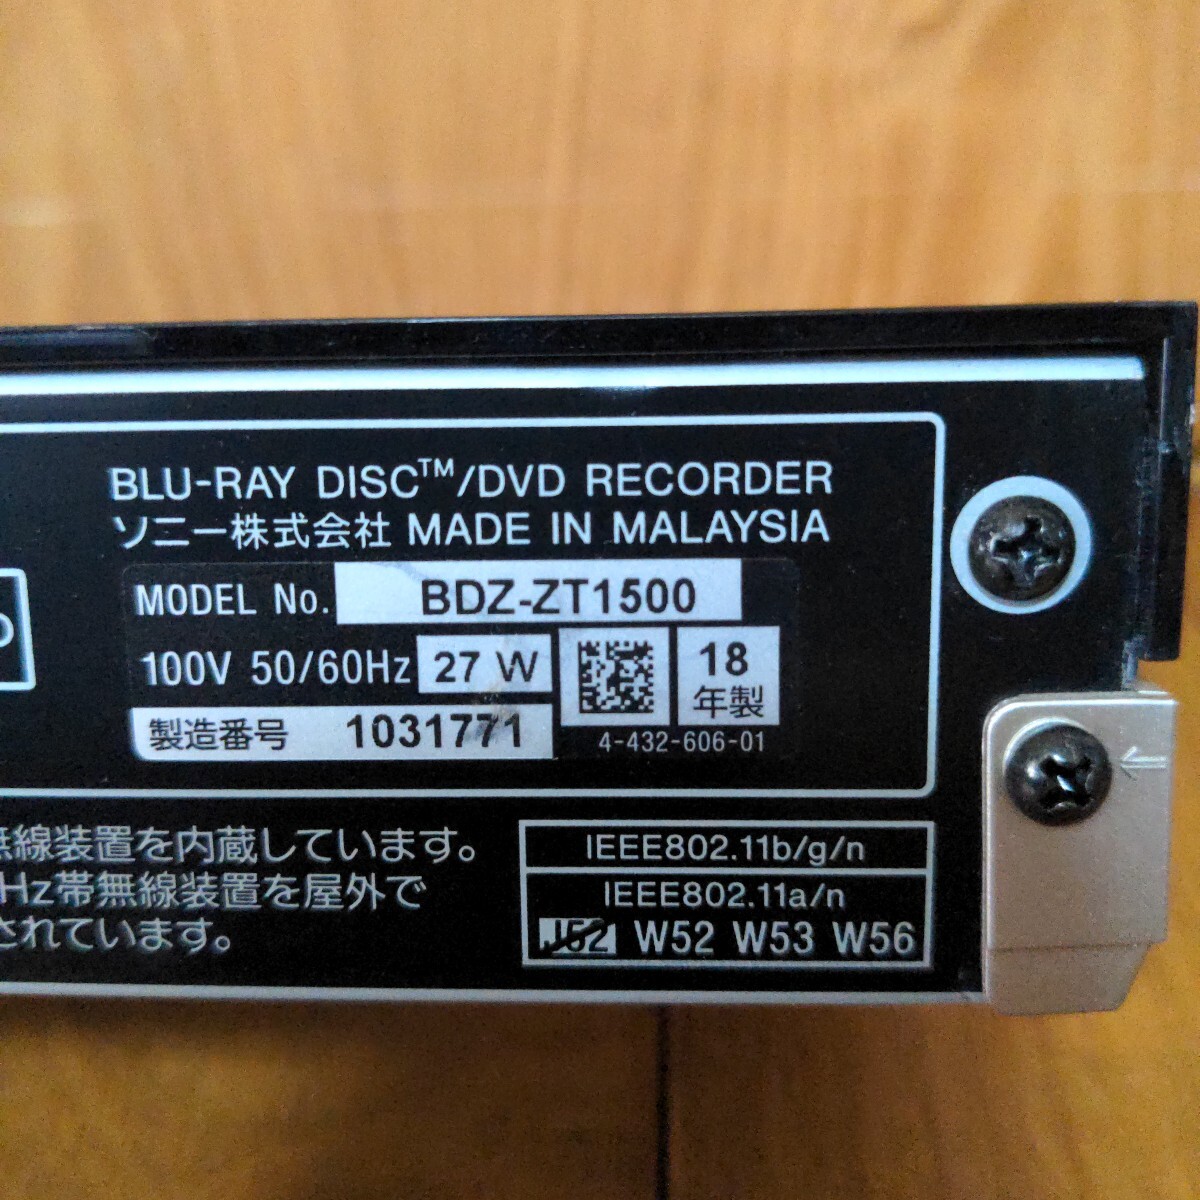 BLU-RAY DISC™/DVD RECORDER
ソニー株式会社 MADE IN MALAYSIA
MODEL No. BDZ-ZT1500
100V 50/60Hz 27 W
18
年製
製造番号 1031771
4-432-606-01
無線装置を内蔵しています。
Hz帯無線装置を屋外で
されています。
IEEE802.11b/g/n
IEEE802.11a/n
J52 W52 W53 W56